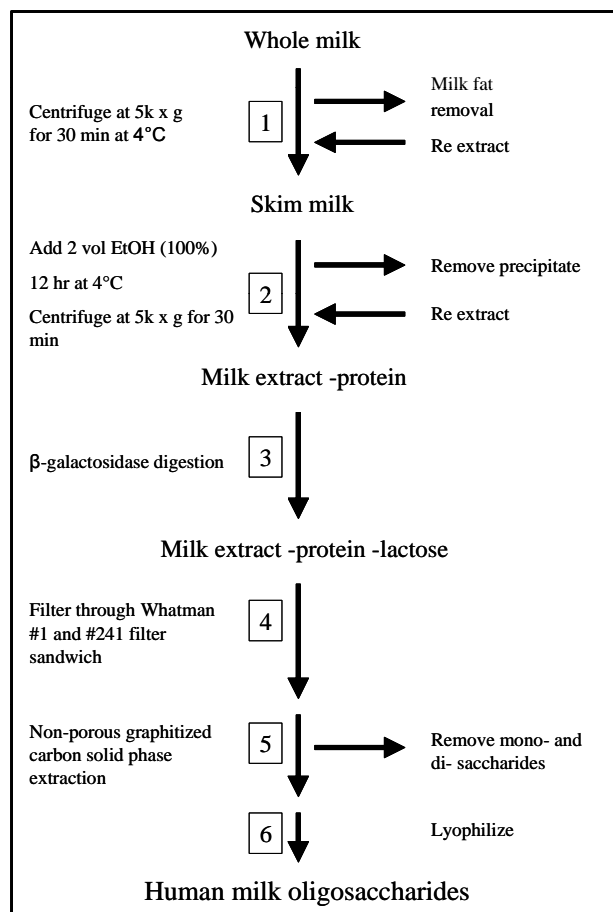 Whole milk
Centrifuge at 5k x g
for 30 min at 4°C
1
Milk fat
removal
Re extract
Skim milk
Add 2 vol EtOH (100%)
12 hr at 4°C
Centrifuge at 5k x g for 30
min
2
Remove precipitate
Re extract
Milk extract -protein
β-galactosidase digestion
3
Milk extract -protein -lactose
Filter through Whatman
#1 and #241 filter
sandwich
4
Non-porous graphitized
carbon solid phase
extraction
5
Remove mono- and
di- saccharides
6
Lyophilize
Human milk oligosaccharides